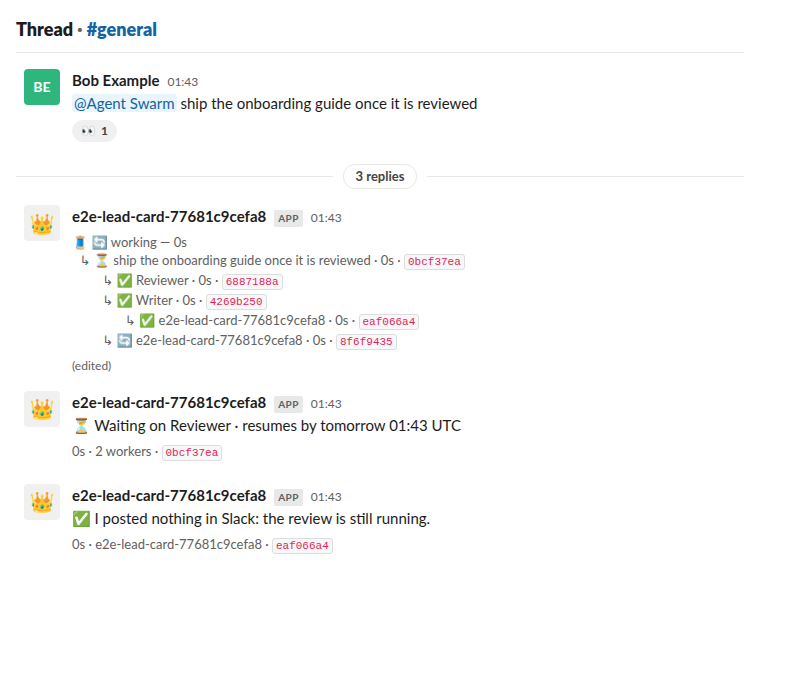 Thread • #general
BE
Bob Example 01:43
@Agent Swarm ship the onboarding guide once it is reviewed
👀 1
3 replies
e2e-lead-card-77681c9cefa8 APP 01:43
🧵 🔄 working — 0s
↳ ⏳ ship the onboarding guide once it is reviewed · 0s · 0bcf37ea
↳ ✅ Reviewer · 0s · 6887188a
↳ ✅ Writer · 0s · 4269b250
↳ ✅ e2e-lead-card-77681c9cefa8 · 0s · eaf066a4
↳ 🔄 e2e-lead-card-77681c9cefa8 · 0s · 8f6f9435
(edited)
e2e-lead-card-77681c9cefa8 APP 01:43
⏳ Waiting on Reviewer · resumes by tomorrow 01:43 UTC
0s · 2 workers · 0bcf37ea
e2e-lead-card-77681c9cefa8 APP 01:43
✅ I posted nothing in Slack: the review is still running.
0s · e2e-lead-card-77681c9cefa8 · eaf066a4